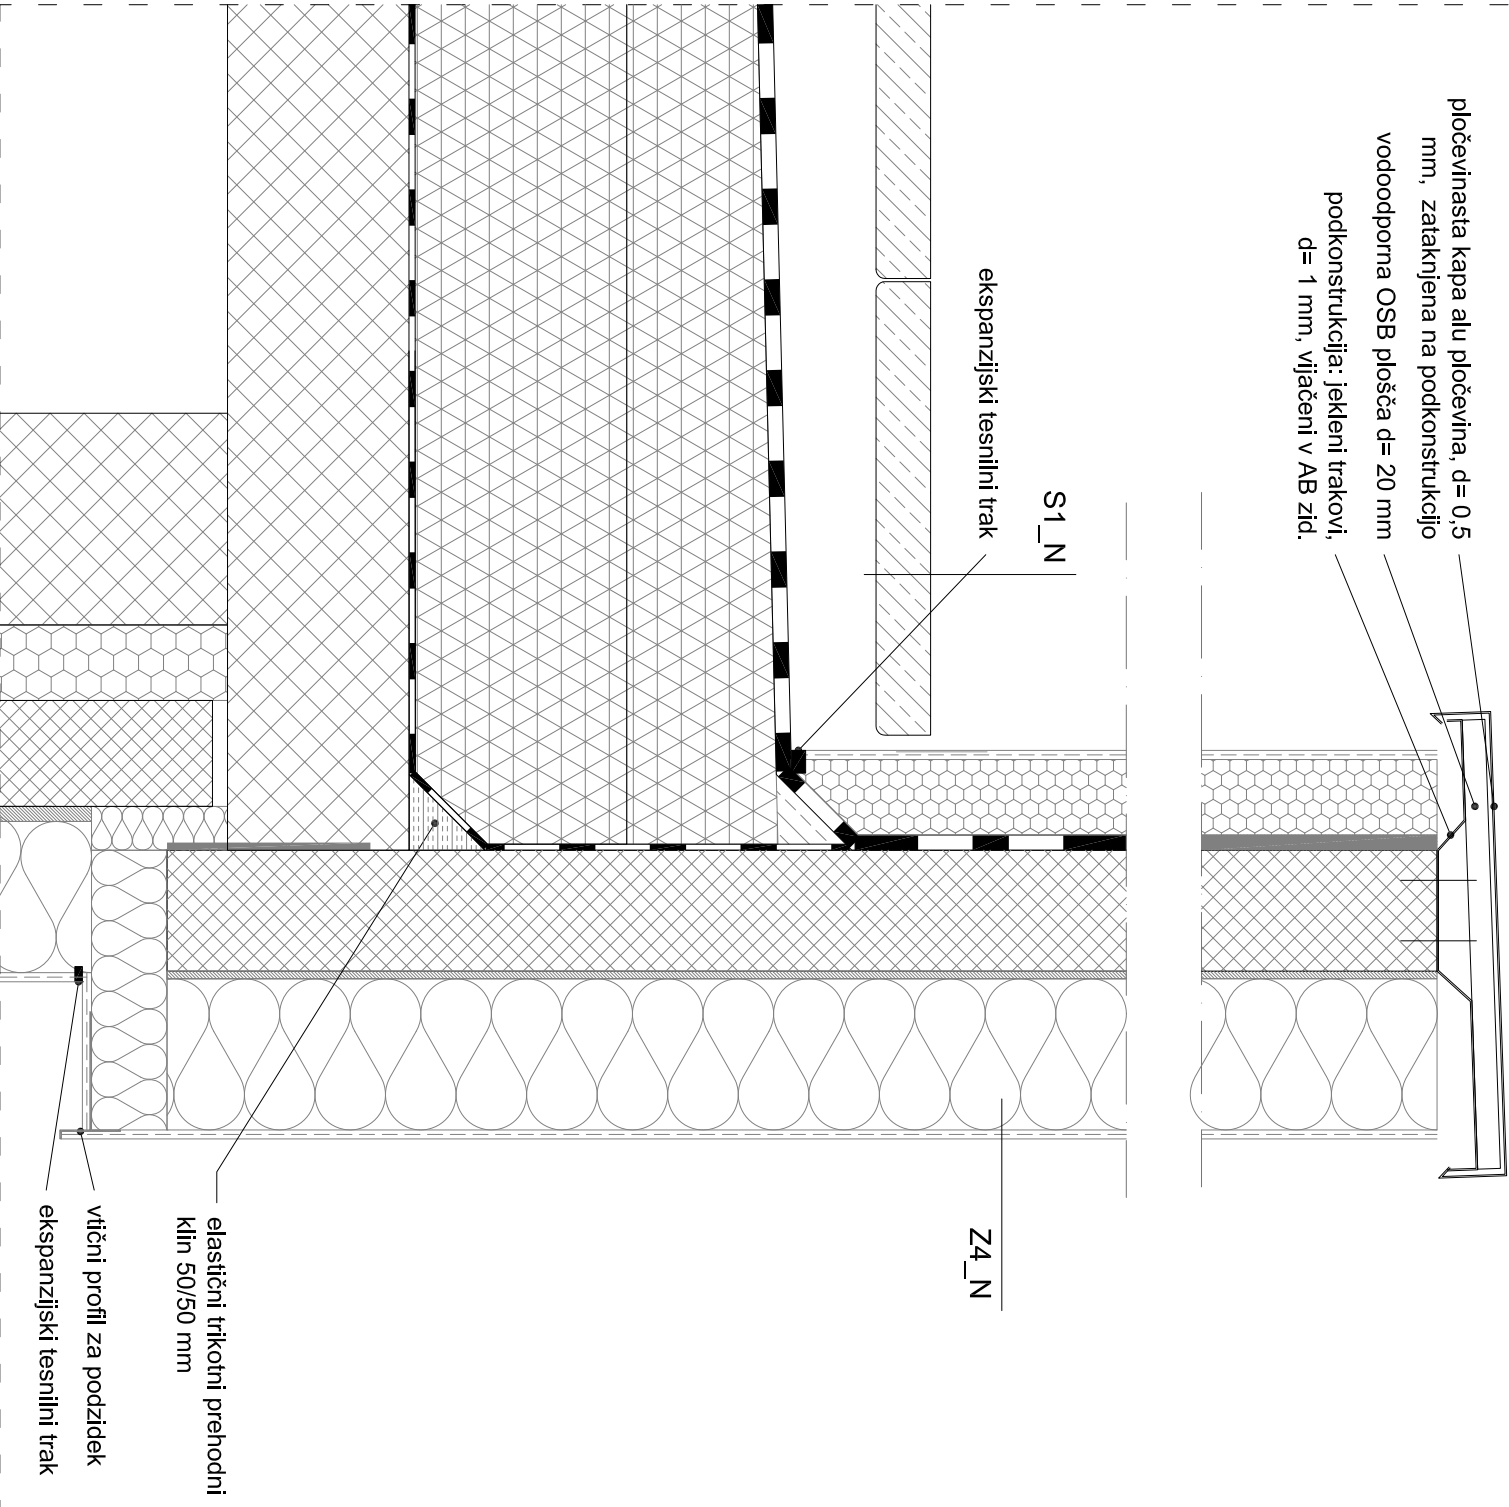 pločevinasta kapa alu pločevina, d= 0,5
mm, zataknjena na podkonstrukcijo
vodoodporna OSB plošča d= 20 mm
podkonstrukcija: jekleni trakovi,
d= 1 mm, vijačeni v AB zid.
S1_N
ekspanzijski tesnilni trak
Z4_N
elastični trikotni prehodni
klin 50/50 mm
vtični profil za podzidek
ekspanzijski tesnilni trak